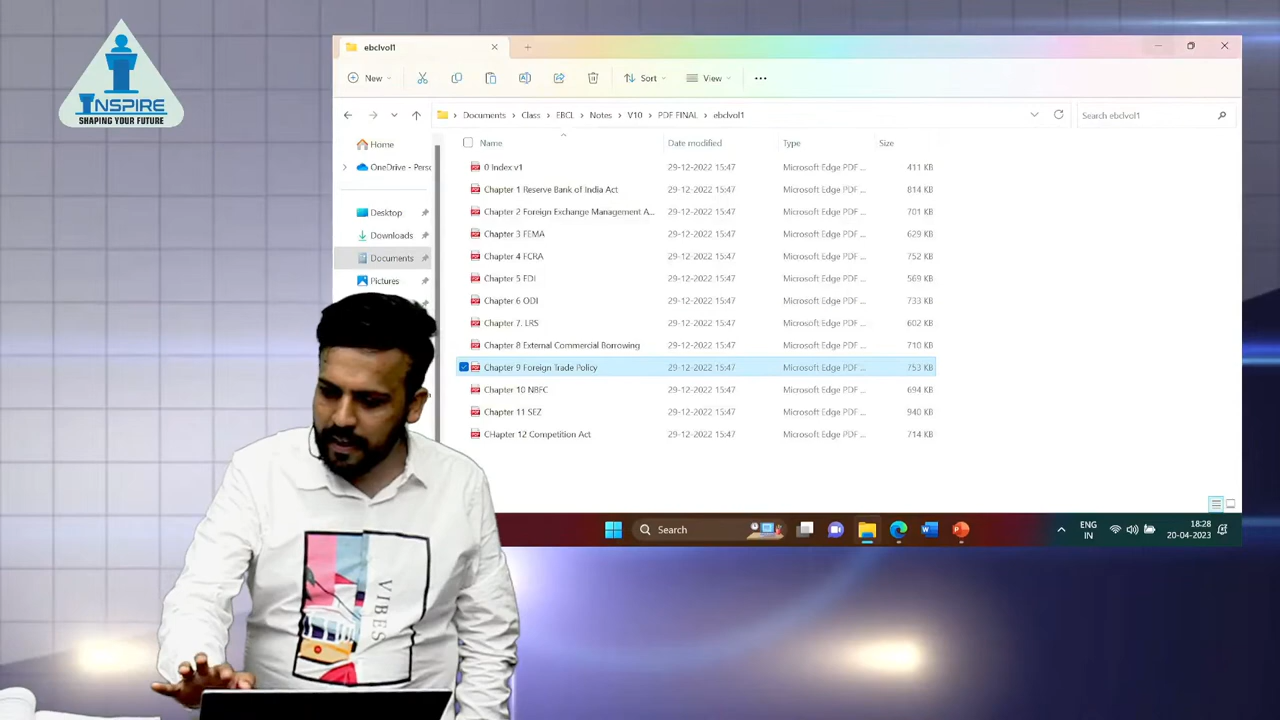 INSPIRE
SHAPING YOUR FUTURE
ebclvol1
New
Sort
View
Documents > Class > EBCL > Notes > V10 > PDF FINAL > ebclvol1
Search ebclvol1
Name Date modified Type Size
Home
OneDrive - Perso
Desktop
Downloads
Documents
Pictures
0 Index v1 29-12-2022 15:47 Microsoft Edge PDF ... 411 KB
Chapter 1 Reserve Bank of India Act 29-12-2022 15:47 Microsoft Edge PDF ... 814 KB
Chapter 2 Foreign Exchange Management A... 29-12-2022 15:47 Microsoft Edge PDF ... 701 KB
Chapter 3 FEMA 29-12-2022 15:47 Microsoft Edge PDF ... 629 KB
Chapter 4 FCRA 29-12-2022 15:47 Microsoft Edge PDF ... 752 KB
Chapter 5 FDI 29-12-2022 15:47 Microsoft Edge PDF ... 569 KB
Chapter 6 ODI 29-12-2022 15:47 Microsoft Edge PDF ... 733 KB
Chapter 7. LRS 29-12-2022 15:47 Microsoft Edge PDF ... 602 KB
Chapter 8 External Commercial Borrowing 29-12-2022 15:47 Microsoft Edge PDF ... 710 KB
Chapter 9 Foreign Trade Policy 29-12-2022 15:47 Microsoft Edge PDF ... 753 KB
Chapter 10 NBFC 29-12-2022 15:47 Microsoft Edge PDF ... 694 KB
Chapter 11 SEZ 29-12-2022 15:47 Microsoft Edge PDF ... 940 KB
CHapter 12 Competition Act 29-12-2022 15:47 Microsoft Edge PDF ... 714 KB
Search
ENG
IN
18:28
20-04-2023
VIBES